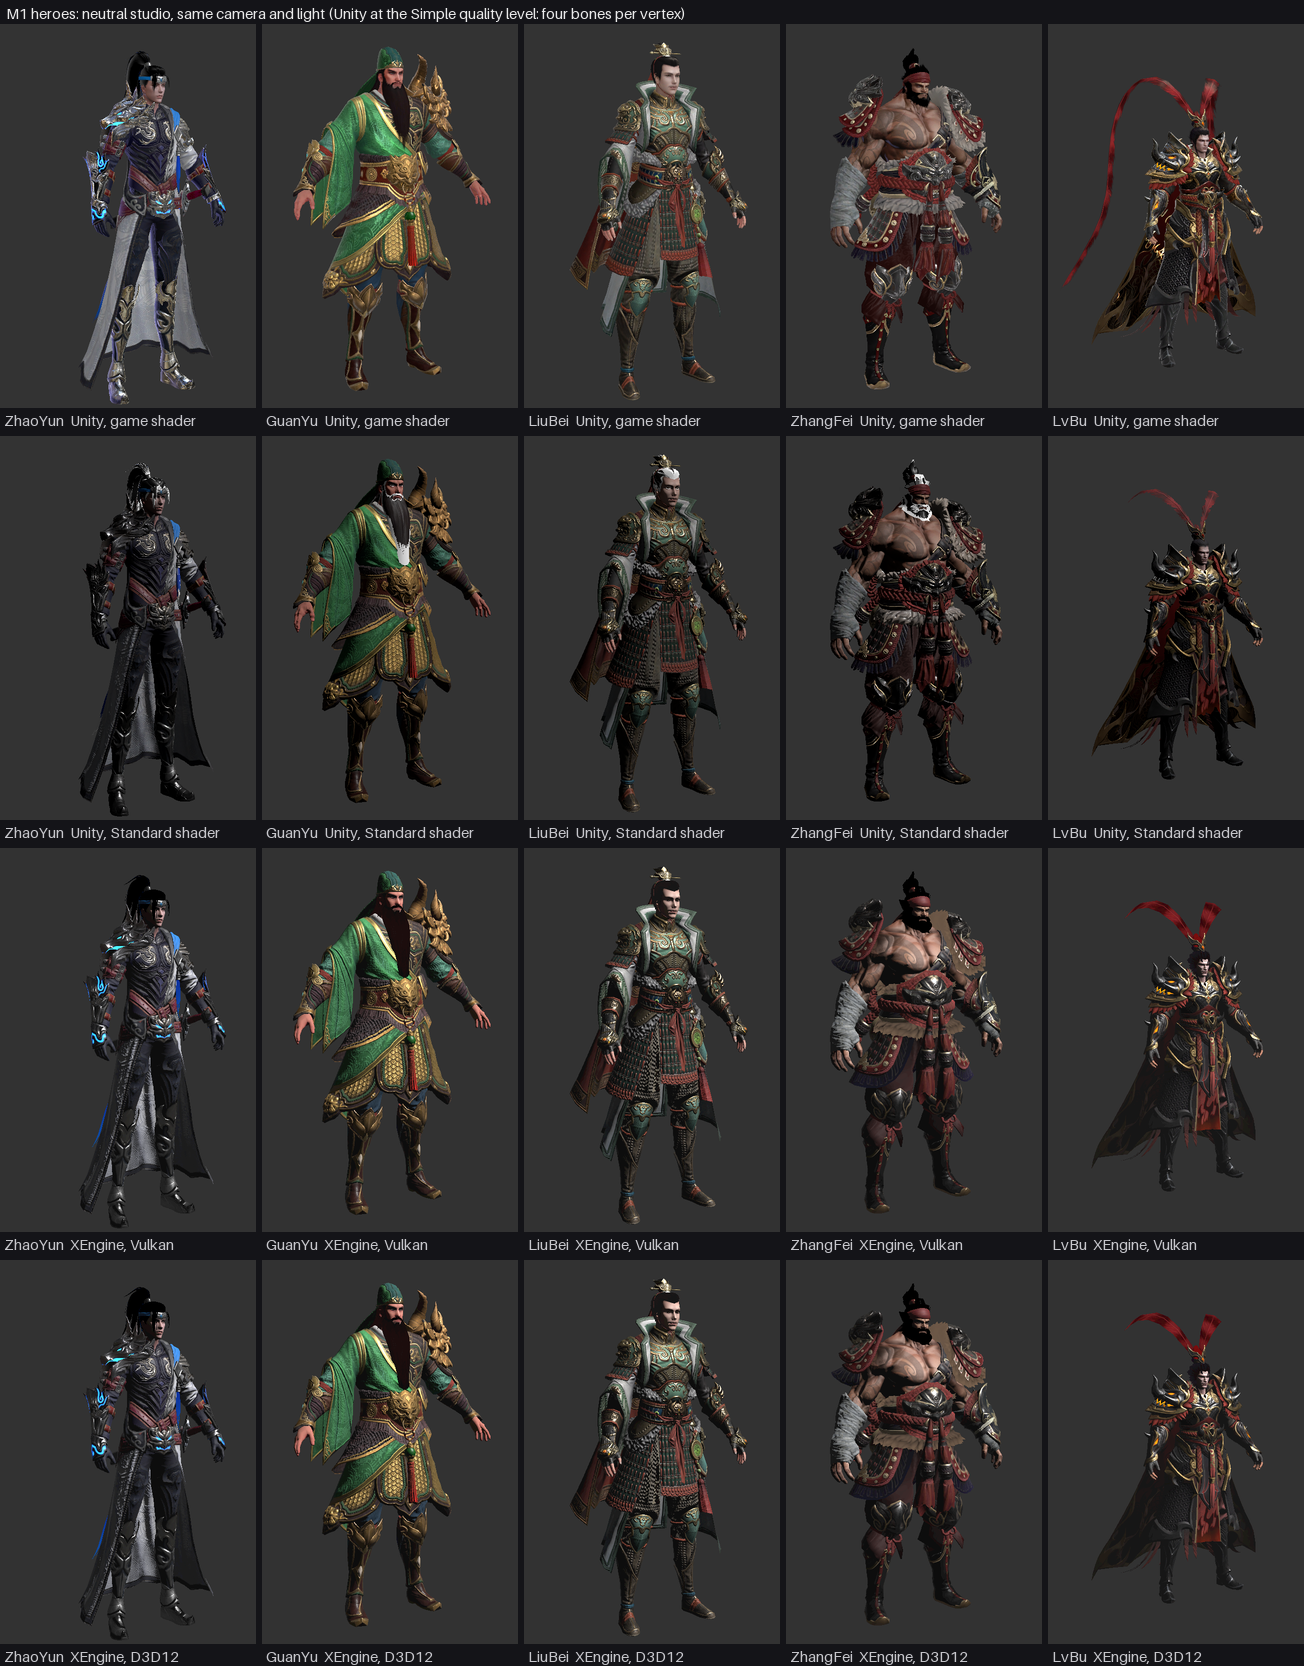 M1 heroes: neutral studio, same camera and light (Unity at the Simple quality level: four bones per vertex)
ZhaoYun Unity, game shader
GuanYu Unity, game shader
LiuBei Unity, game shader
ZhangFei Unity, game shader
LvBu Unity, game shader
ZhaoYun Unity, Standard shader
GuanYu Unity, Standard shader
LiuBei Unity, Standard shader
ZhangFei Unity, Standard shader
LvBu Unity, Standard shader
ZhaoYun XEngine, Vulkan
GuanYu XEngine, Vulkan
LiuBei XEngine, Vulkan
ZhangFei XEngine, Vulkan
LvBu XEngine, Vulkan
ZhaoYun XEngine, D3D12
GuanYu XEngine, D3D12
LiuBei XEngine, D3D12
ZhangFei XEngine, D3D12
LvBu XEngine, D3D12